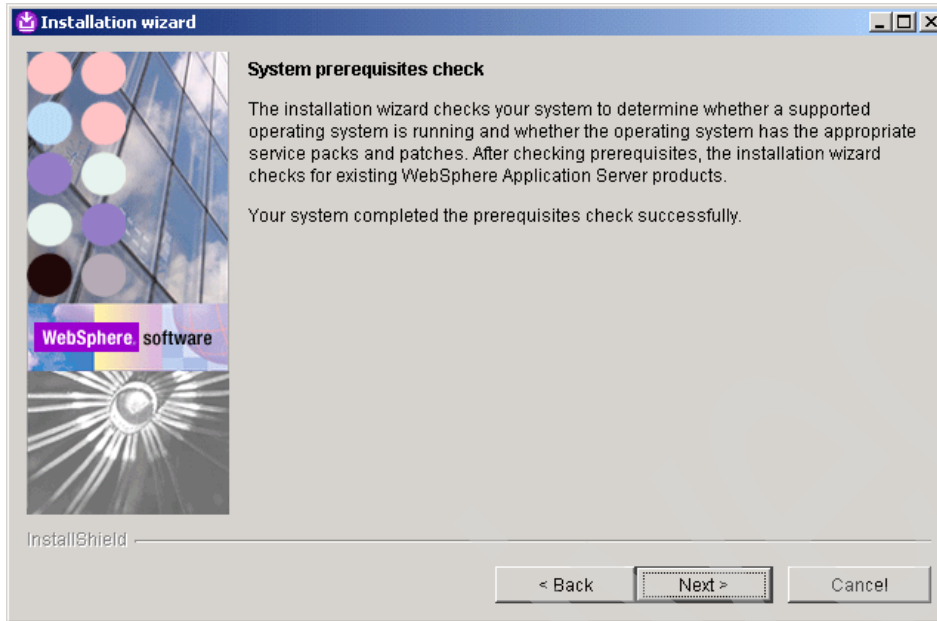 Installation wizard
System prerequisites check
The installation wizard checks your system to determine whether a supported
operating system is running and whether the operating system has the appropriate
service packs and patches. After checking prerequisites, the installation wizard
checks for existing WebSphere Application Server products.
Your system completed the prerequisites check successfully.
WebSphere. software
InstallShield
< Back
Next >
Cancel